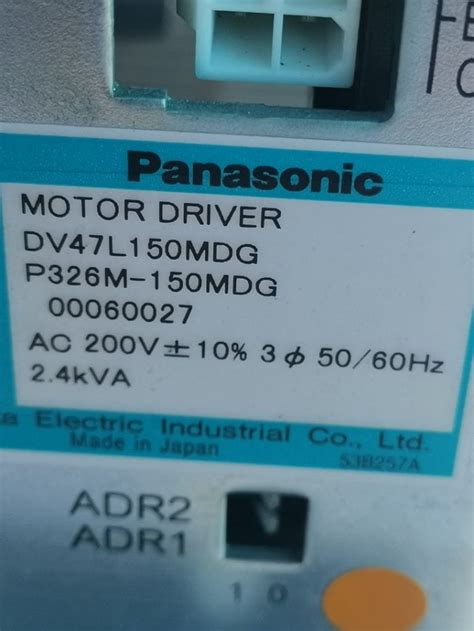 Panasonic
MOTOR DRIVER
DV47L150MDG
P326M-150MDG
00060027
AC 200V±10% 3ϕ 50/60Hz
2.4kVA
Electric Industrial Co., Ltd.
Made in Japan
53B257A
ADR2
ADR1
1 0